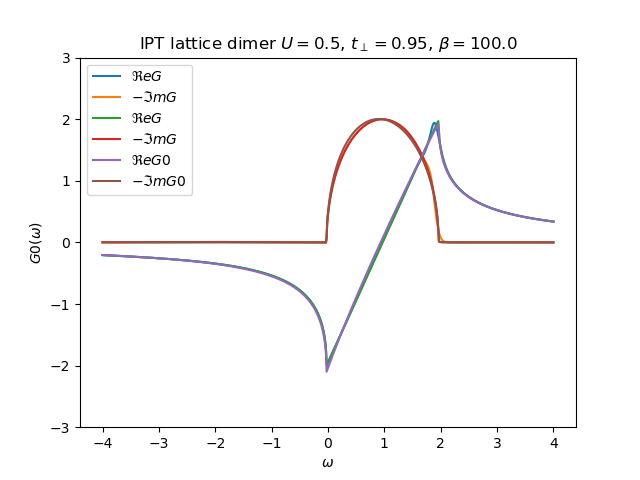 IPT lattice dimer U = 0.5, t⊥ = 0.95, β = 100.0
ℜeG
−ℑmG
ℜeG
−ℑmG
ℜeG0
−ℑmG0
G0(ω)
3
2
1
0
−1
−2
−3
−4 −3 −2 −1 0 1 2 3 4
ω